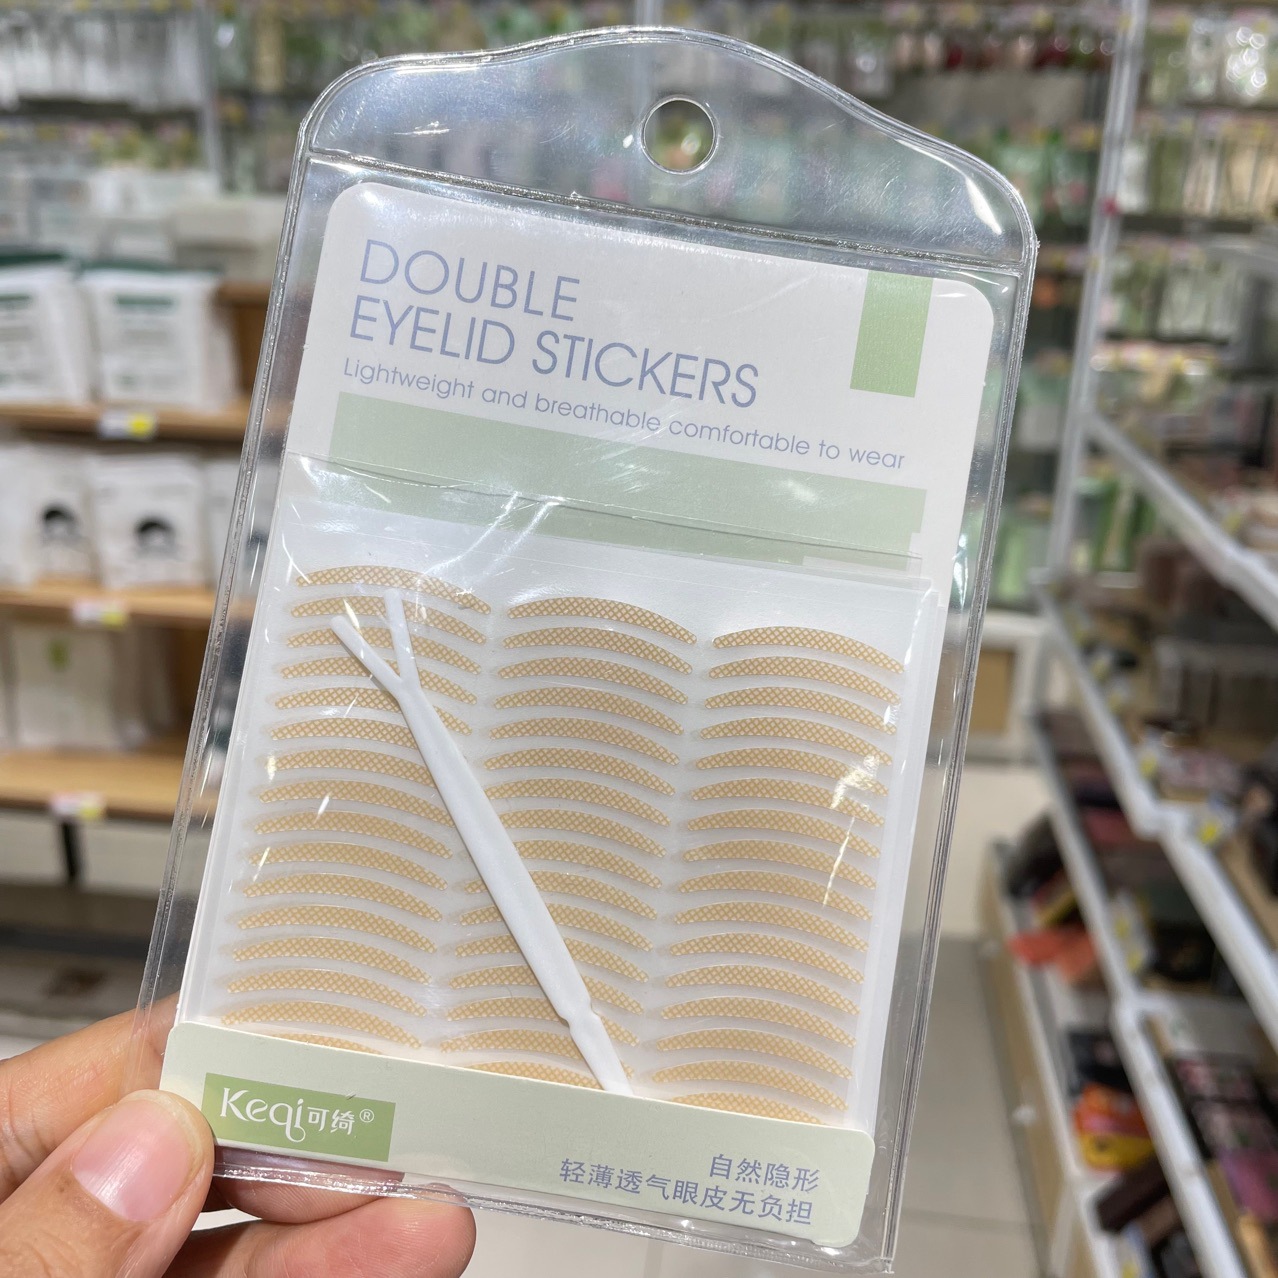 DOUBLE
EYELID STICKERS
Lightweight and breathable comfortable to wear
Keqi可绮®
自然隐形
轻薄透气眼皮无负担